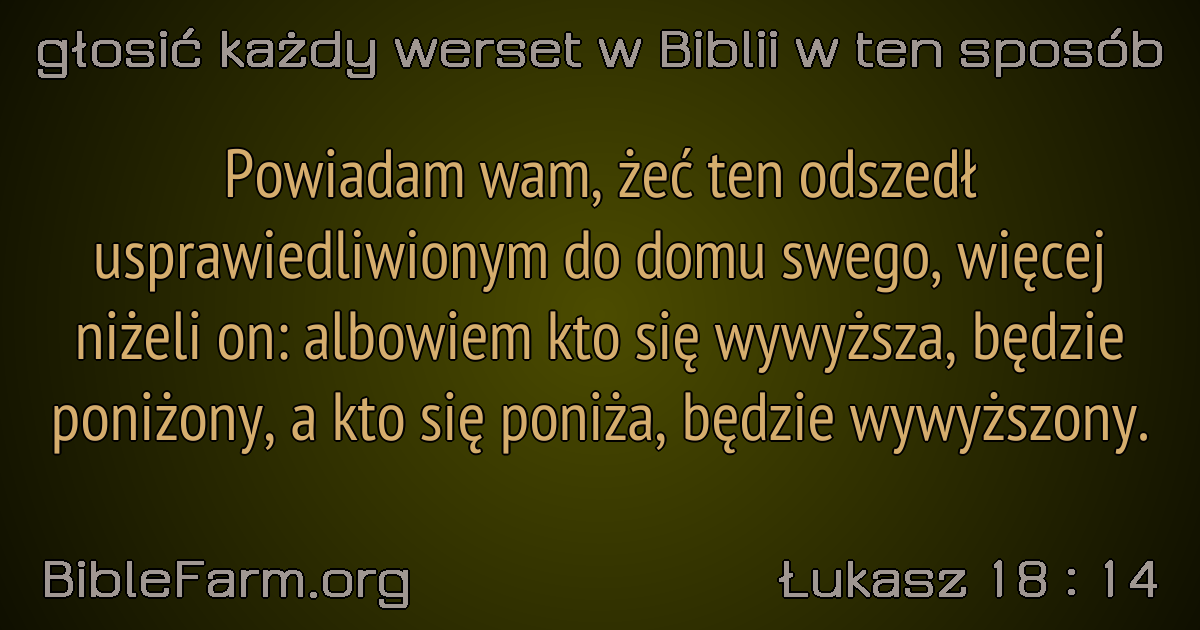 głosić każdy werset w Biblii w ten sposób
Powiadam wam, żeć ten odszedł
usprawiedliwionym do domu swego, więcej
niżeli on: albowiem kto się wywyższa, będzie
poniżony, a kto się poniża, będzie wywyższony.
BibleFarm.org
Łukasz 18 : 14